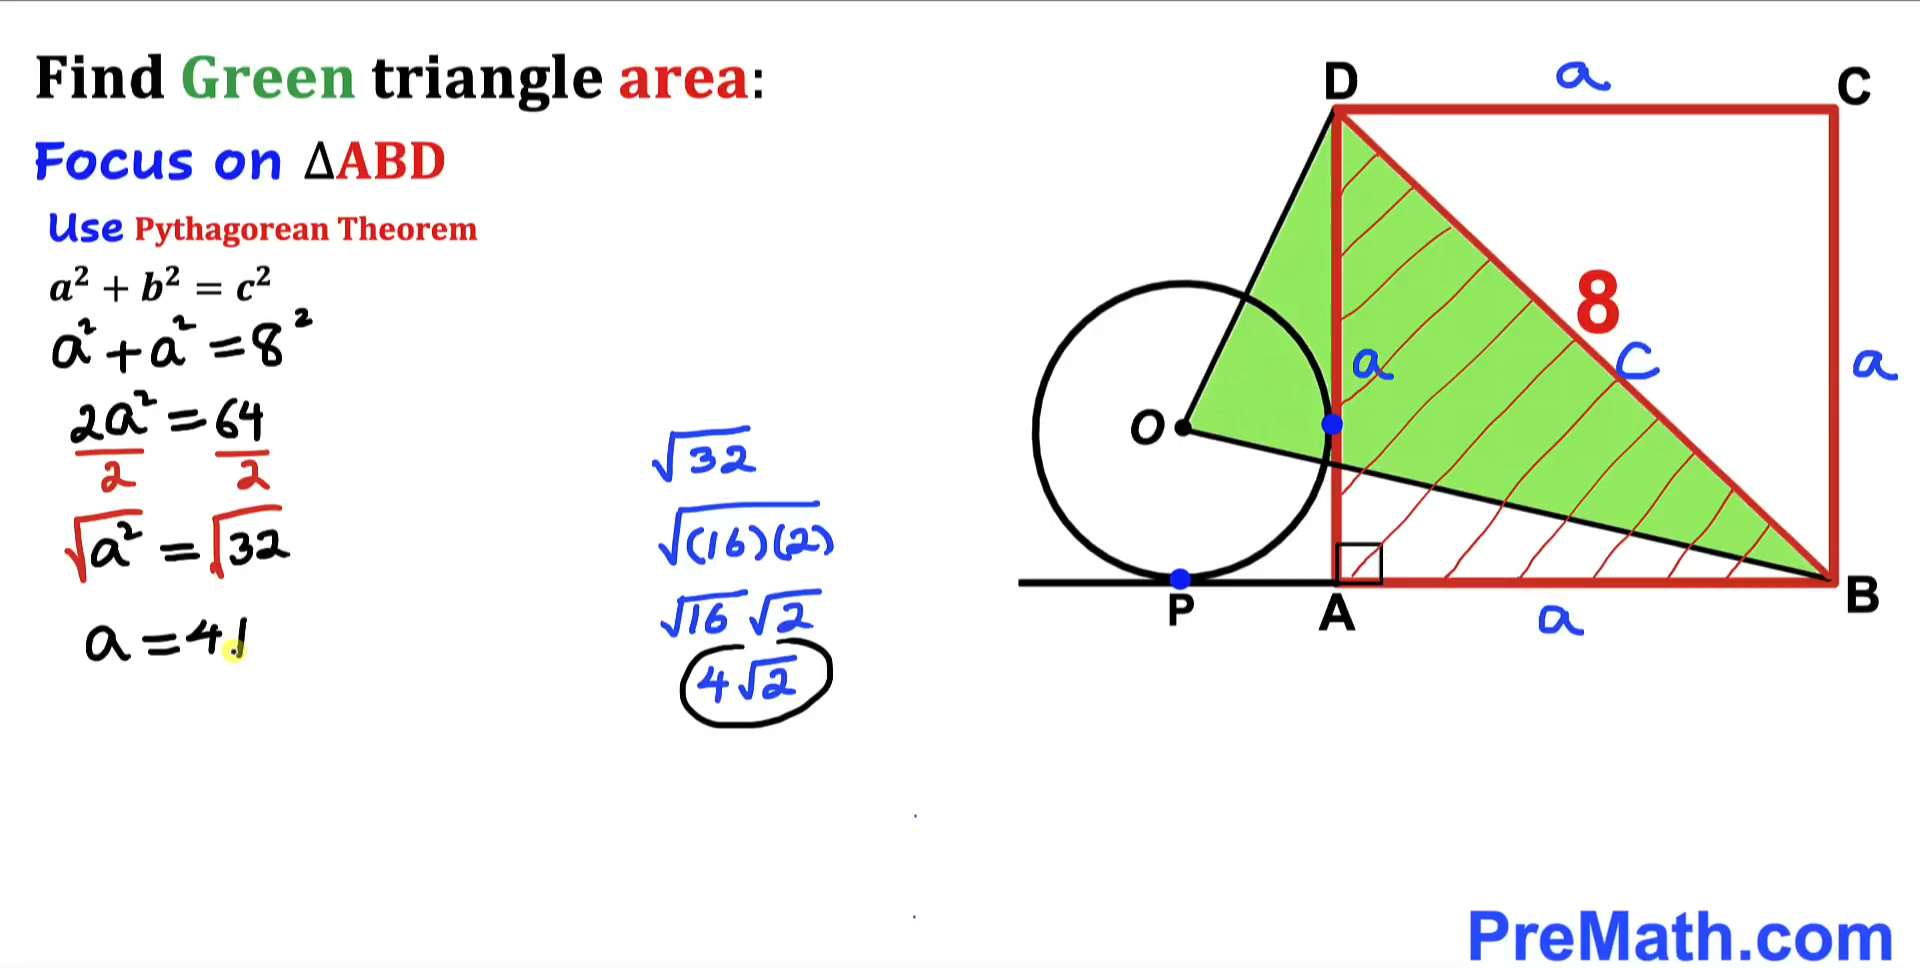 Find Green triangle area:
Focus on ΔABD
Use Pythagorean Theorem
a² + b² = c²
a² + a² = 8²
2a² = 64
2 2
√a² = √32
a = 4
√32
√(16)(2)
√16 √2
4√2
D a C
8
a c a
O
P A a B
PreMath.com